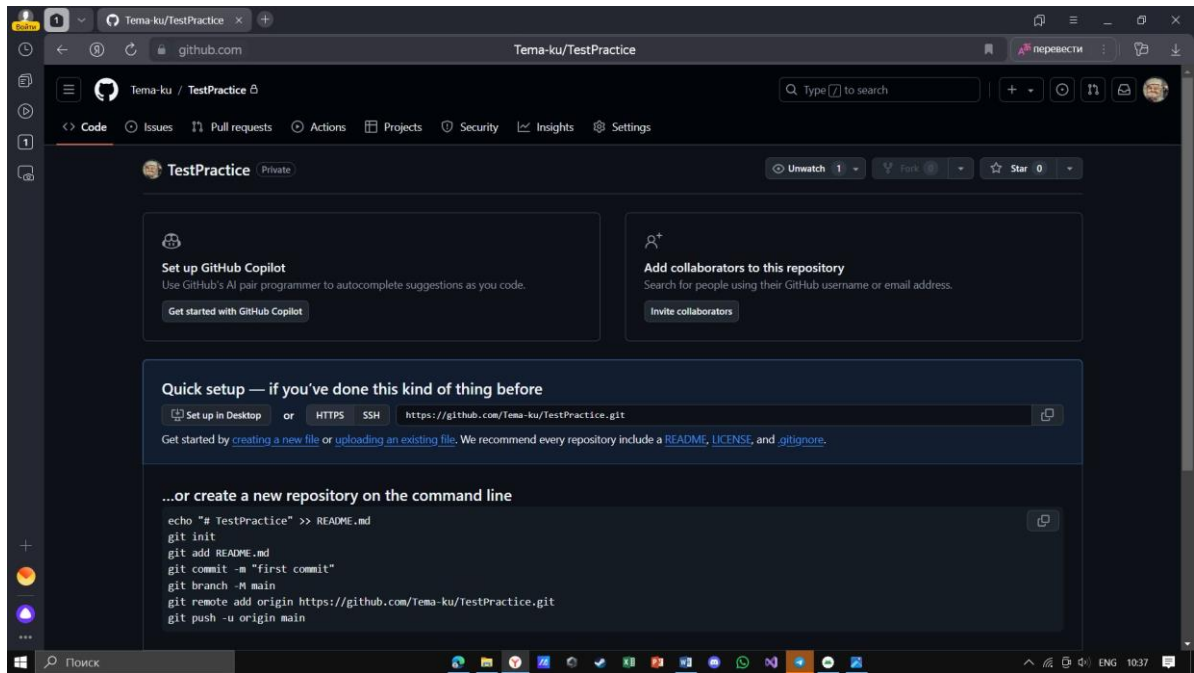 Войти
1
Tema-ku/TestPractice
github.com
Tema-ku/TestPractice
перевести
1
Tema-ku / TestPractice
Type / to search
Code
Issues
Pull requests
Actions
Projects
Security
Insights
Settings
TestPractice Private
Unwatch 1
Fork 0
Star 0
Set up GitHub Copilot
Use GitHub's AI pair programmer to autocomplete suggestions as you code.
Get started with GitHub Copilot
Add collaborators to this repository
Search for people using their GitHub username or email address.
Invite collaborators
Quick setup — if you've done this kind of thing before
Set up in Desktop or HTTPS SSH https://github.com/Tema-ku/TestPractice.git
Get started by creating a new file or uploading an existing file. We recommend every repository include a README, LICENSE, and .gitignore.
...or create a new repository on the command line
echo "# TestPractice" >> README.md
git init
git add README.md
git commit -m "first commit"
git branch -M main
git remote add origin https://github.com/Tema-ku/TestPractice.git
git push -u origin main
Поиск
ENG 10:37